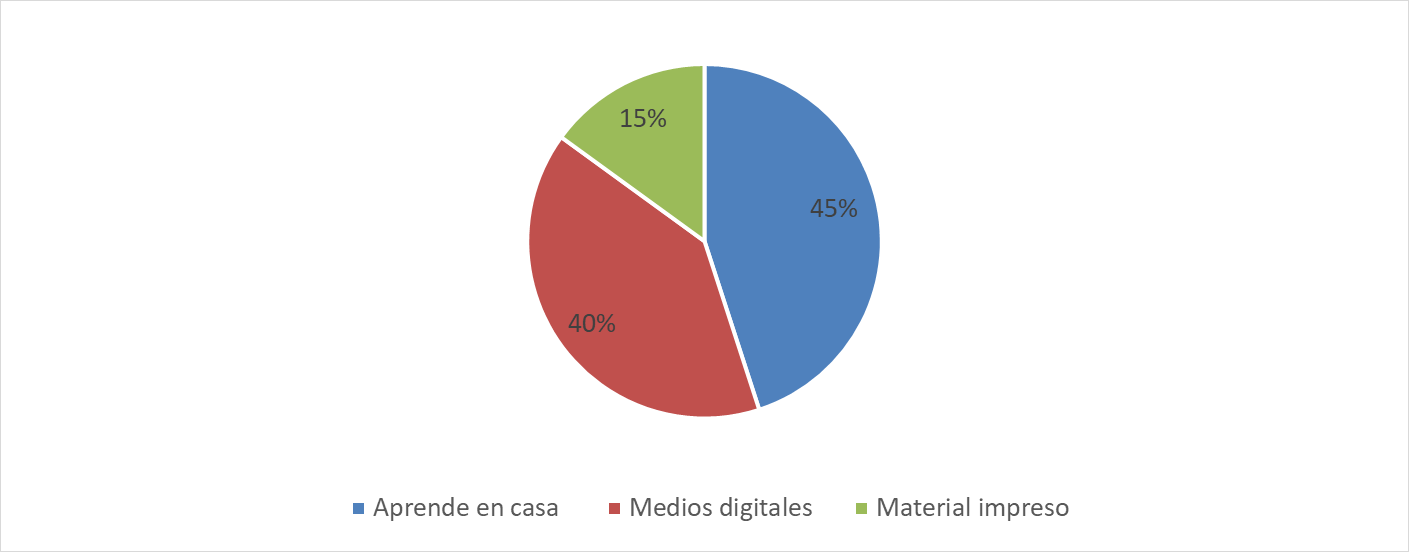 15%
45%
40%
Aprende en casa
Medios digitales
Material impreso